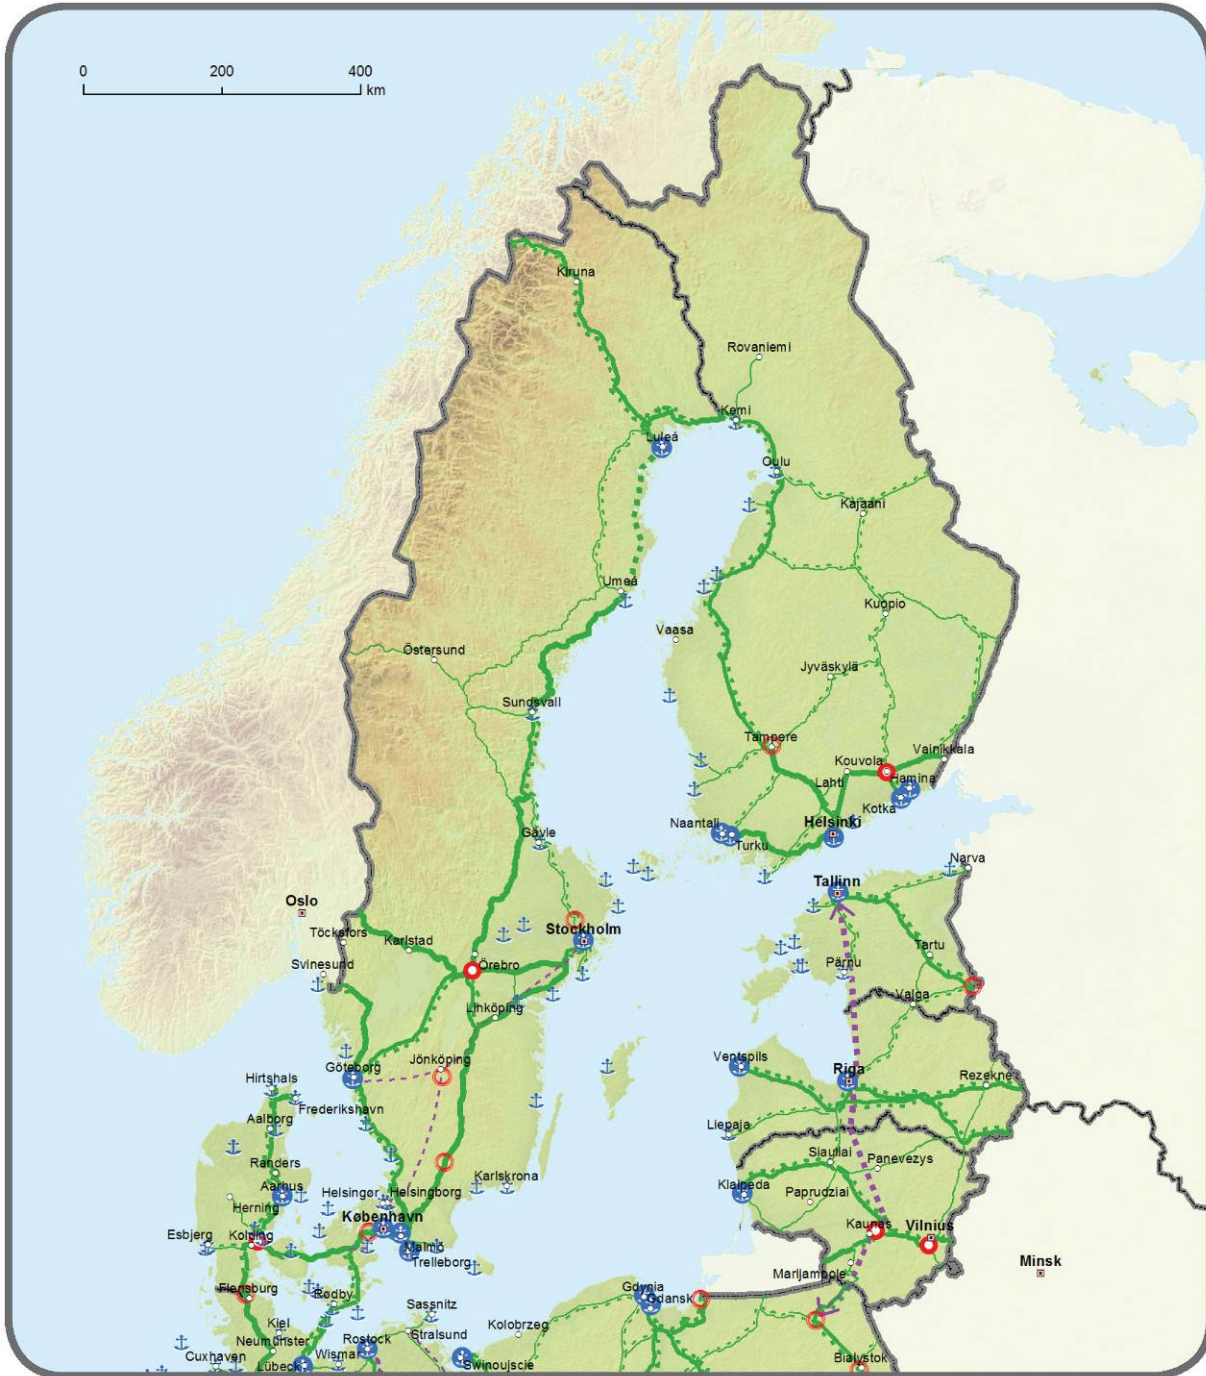 0 200 400
km
Kiruna
Rovaniemi
Kemi
Luleå
Oulu
Kajaani
Umeå
Kuopio
Vaasa
Östersund
Jyväskylä
Sundsvall
Tampere
Vainikkala
Kouvola
Lahti
Hamina
Kotka
Naantali
Helsinki
Gävle
Turku
Narva
Tallinn
Oslo
Stockholm
Töcksfors
Karlstad
Tartu
Svinesund
Örebro
Pärnu
Valga
Linköping
Ventspils
Jönköping
Göteborg
Riga
Rezekne
Hirtshals
Frederikshavn
Aalborg
Liepaja
Siauliai
Panevezys
Randers
Karlskrona
Aarhus
Klaipeda
Helsingør
Helsingborg
Paprudziai
Herning
København
Kaunas
Vilnius
Esbjerg
Kolding
Malmö
Trelleborg
Minsk
Marijampole
Flensburg
Gdynia
Gdansk
Rodby
Sassnitz
Kiel
Kolobrzeg
Stralsund
Neumünster
Rostock
Wismar
Cuxhaven
Lübeck
Swinoujscie
Bialystok